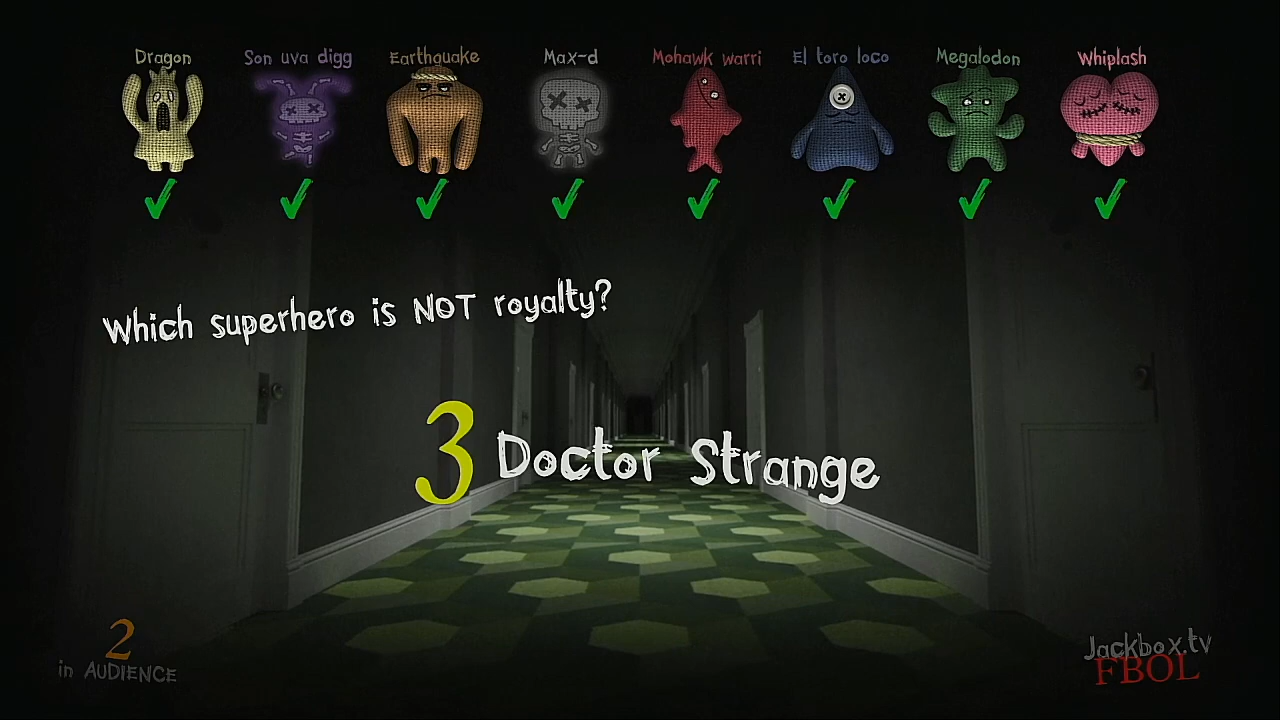 Dragon
Son uva digg
Earthquake
Max-d
Mohawk warri
El toro loco
Megalodon
Whiplash
Which superhero is NOT royalty?
3 Doctor Strange
2
in AUDIENCE
Jackbox.tv
FBOL